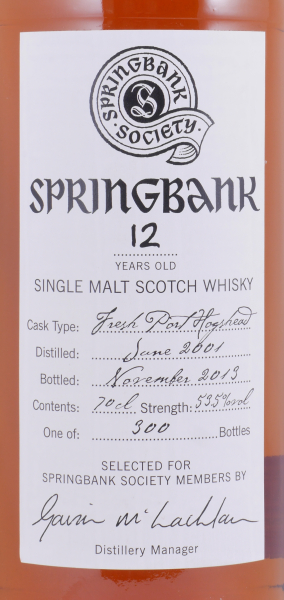 SPRINGBANK
S
SOCIETY
SPRINGBANK
12
YEARS OLD
SINGLE MALT SCOTCH WHISKY
Cask Type: Fresh Port Hogshead
Distilled: June 2001
Bottled: November 2013
Contents: 70cl Strength: 53.5%vol
One of: 300 Bottles
SELECTED FOR
SPRINGBANK SOCIETY MEMBERS BY
Gavin McLachlan
Distillery Manager